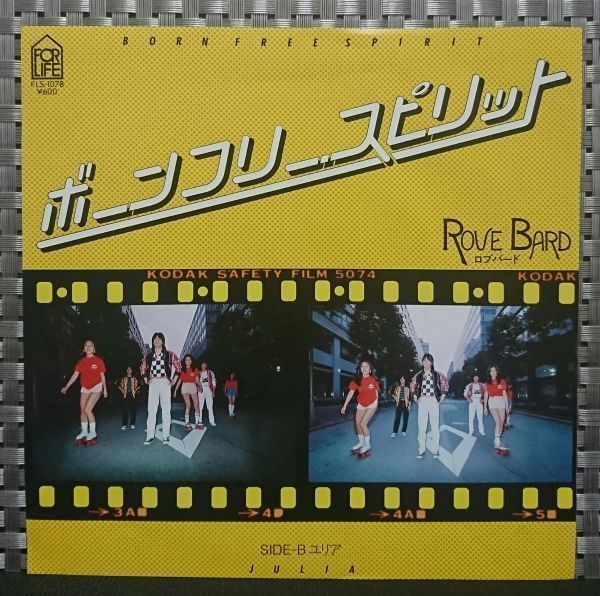 BORN FREE SPIRIT
FOR LIFE
FLS-1078
¥600
ボーンフリースピリット
ROVE BARD
ロブバード
KODAK SAFETY FILM 5074 KODAK
→3A →4 →4A →5
SIDE-B ユリア
JULIA